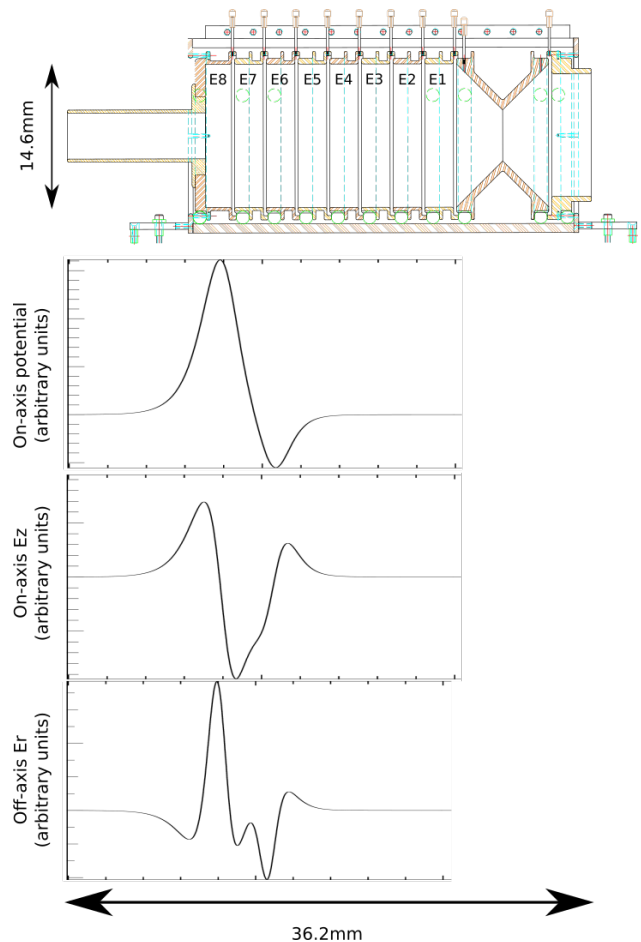 14.6mm
E8 E7 E6 E5 E4 E3 E2 E1
On-axis potential
(arbitrary units)
On-axis Ez
(arbitrary units)
Off-axis Er
(arbitrary units)
36.2mm